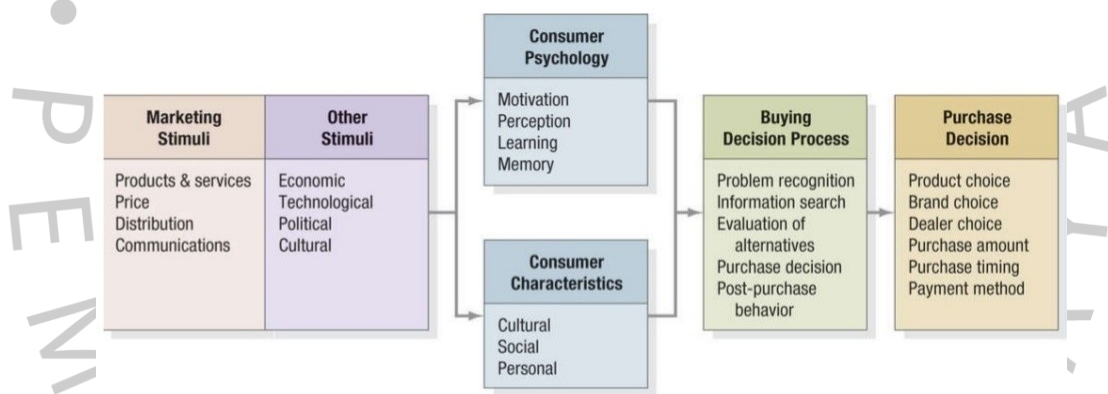 Marketing
Stimuli
Products & services
Price
Distribution
Communications
Other
Stimuli
Economic
Technological
Political
Cultural
Consumer
Psychology
Motivation
Perception
Learning
Memory
Consumer
Characteristics
Cultural
Social
Personal
Buying
Decision Process
Problem recognition
Information search
Evaluation of
alternatives
Purchase decision
Post-purchase
behavior
Purchase
Decision
Product choice
Brand choice
Dealer choice
Purchase amount
Purchase timing
Payment method